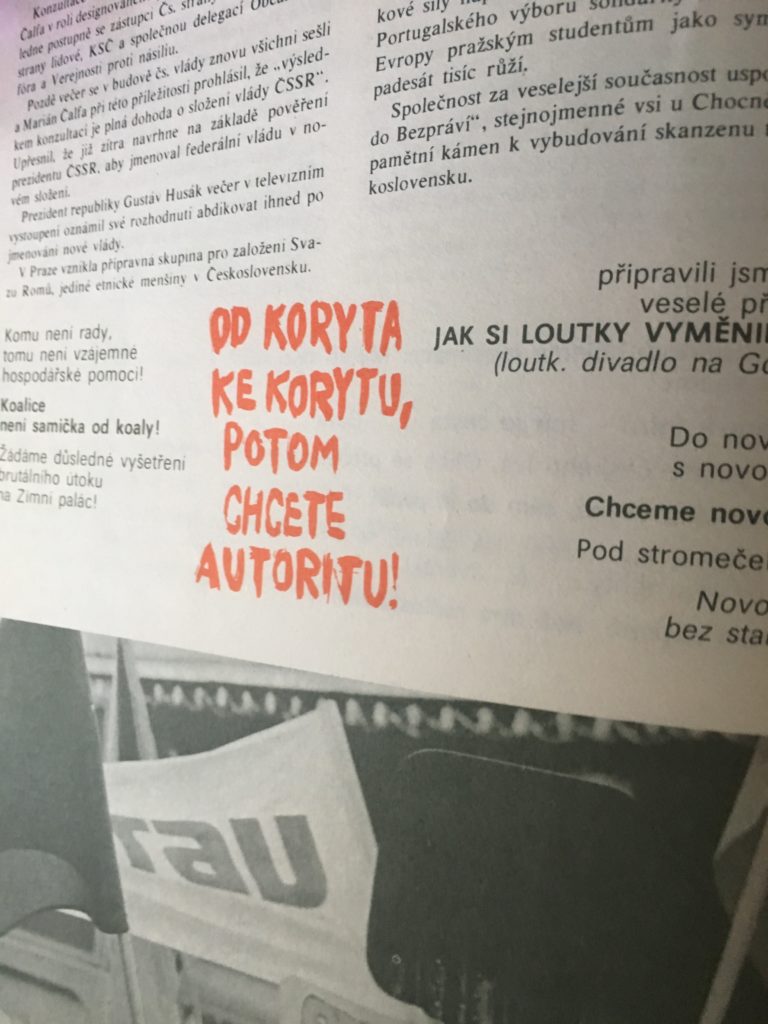 Konzultace
Čalfa v roli designovaného
ledne postupně se zástupci Čs. strany
strany lidové, KSČ a společnou delegací Obč
fóra a Verejnosti proti násiliu.
Pozdě večer se v budově čs. vlády znovu všichni sešli
a Marián Čalfa při této příležitosti prohlásil, že „výsled-
kem konzultací je plná dohoda o složení vlády ČSSR“.
Upřesnil, že již zítra navrhne na základě pověření
prezidentu ČSSR, aby jmenoval federální vládu v no-
vém složení.
Prezident republiky Gustáv Husák večer v televizním
vystoupení oznámil své rozhodnutí abdikovat ihned po
jmenování nové vlády.
V Praze vznikla přípravná skupina pro založení Sva-
zu Romů, jediné etnické menšiny v Československu.
kové síly
Portugalského výboru
Evropy pražským studentům jako sym
padesát tisíc růží.
Společnost za veselejší současnost uspo
do Bezpráví“, stejnojmenné vsi u Chocně
pamětní kámen k vybudování skanzenu
koslovensku.
Komu není rady,
tomu není vzájemné
hospodářské pomoci!
Koalice
není samička od koaly!
Žádáme důsledné vyšetření
brutálního útoku
na Zimní palác!
OD KORYTA
KE KORYTU,
POTOM
CHCETE
AUTORITU!
připravili jsm
veselé př
JAK SI LOUTKY VYMĚNIL
(loutk. divadlo na Go
Do nov
s novo
Chceme nové
Pod stromeče
Novo
bez sta